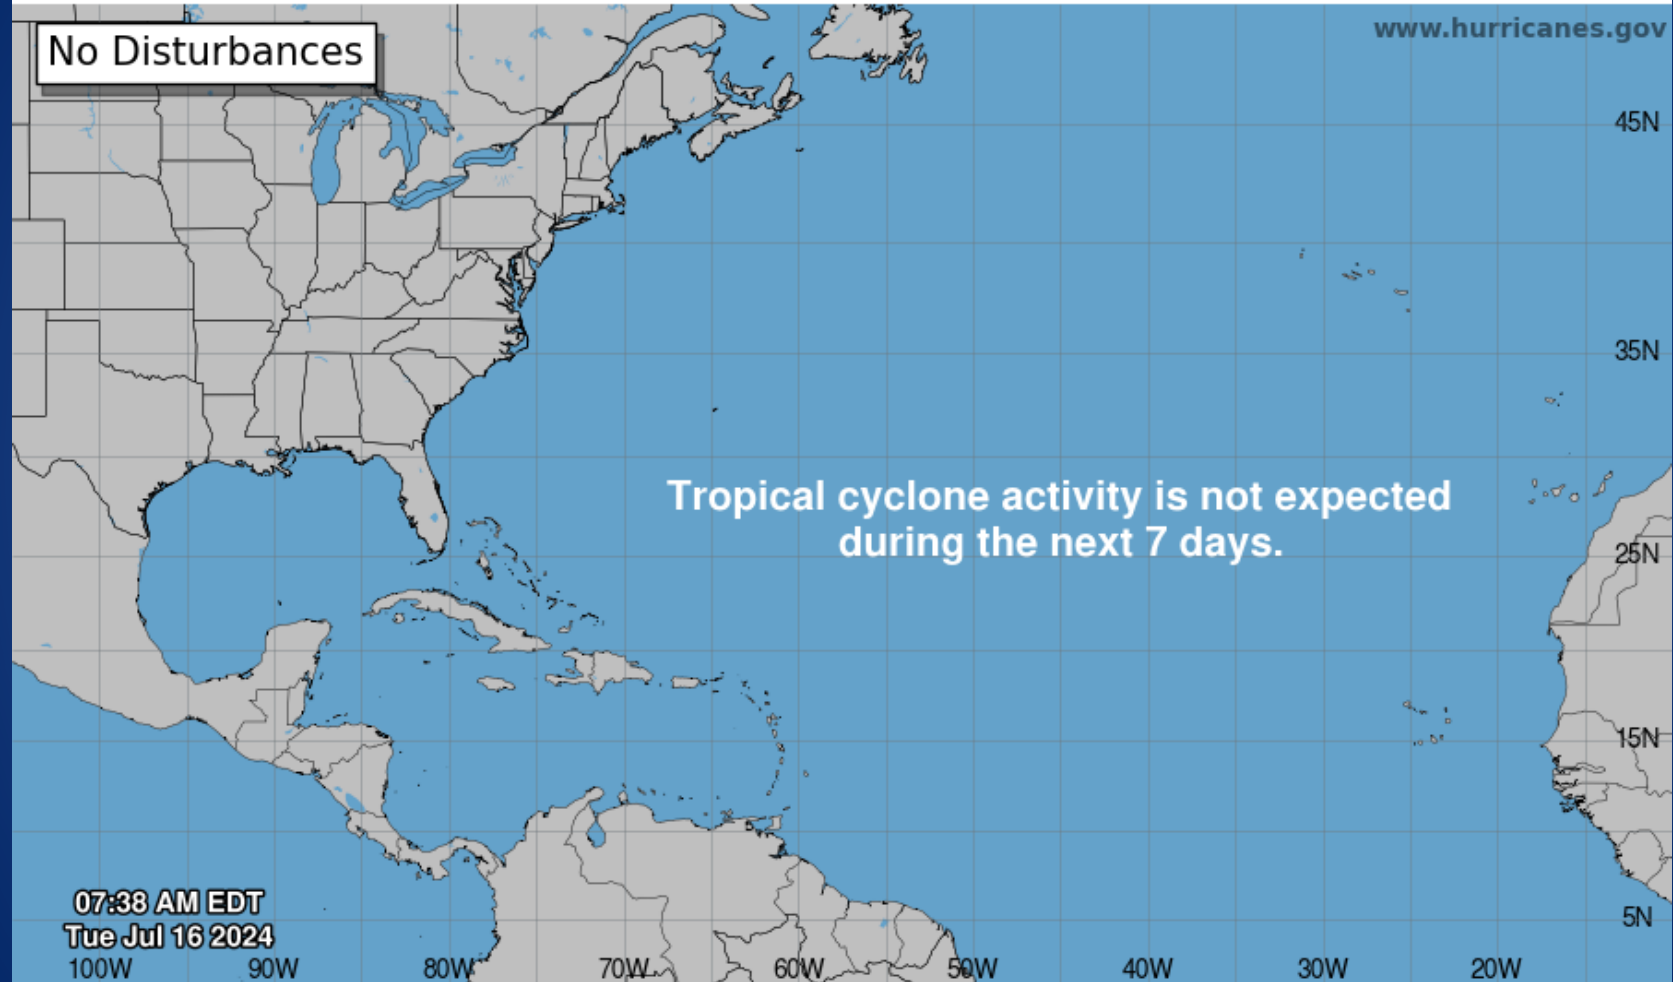 No Disturbances
www.hurricanes.gov
45N
35N
Tropical cyclone activity is not expected
during the next 7 days.
25N
15N
07:38 AM EDT
Tue Jul 16 2024
5N
100W 90W 80W 70W 60W 50W 40W 30W 20W